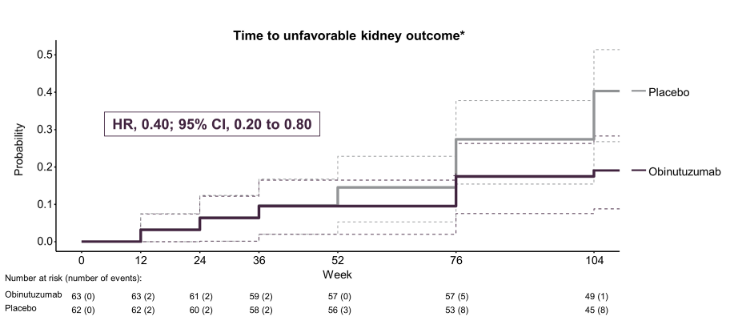 Time to unfavorable kidney outcome*
0.5
0.4
0.3
0.2
0.1
0.0
Probability
HR, 0.40; 95% CI, 0.20 to 0.80
Placebo
Obinutuzumab
0 12 24 36 52 76 104
Week
Number at risk (number of events):
Obinutuzumab 63 (0) 63 (2) 61 (2) 59 (2) 57 (0) 57 (5) 49 (1)
Placebo 62 (0) 62 (2) 60 (2) 58 (2) 56 (3) 53 (8) 45 (8)